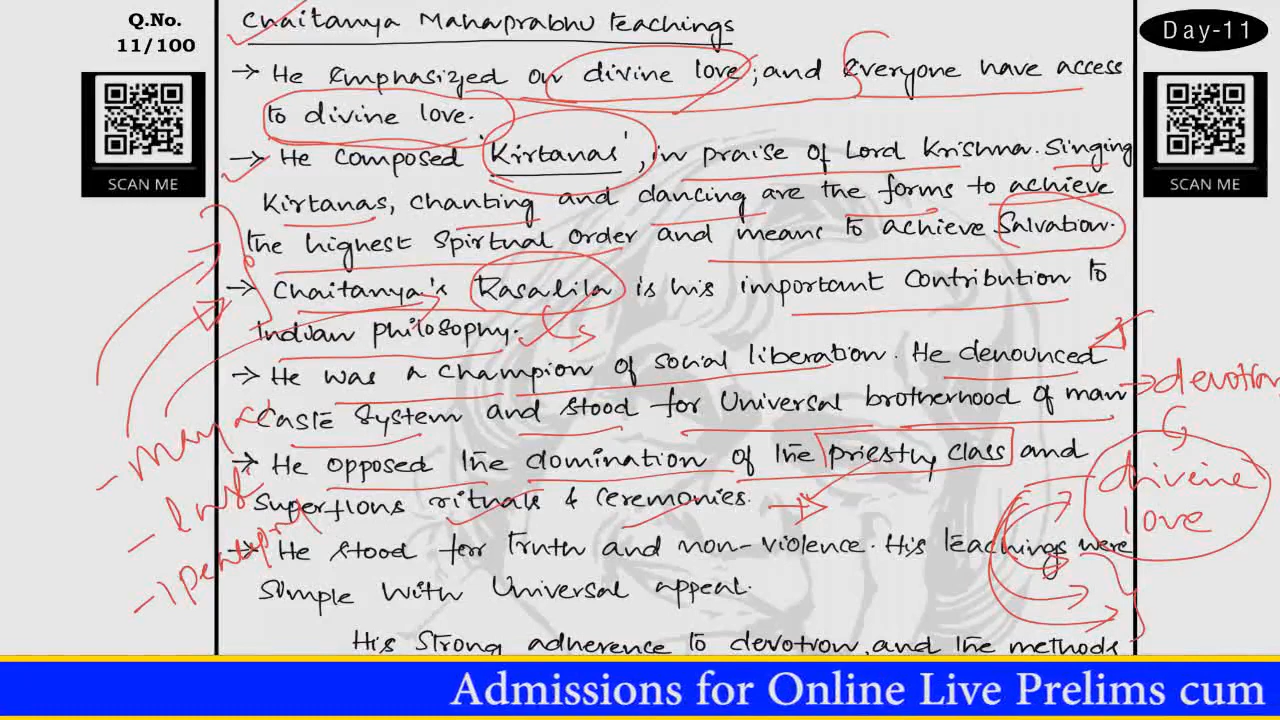 Q.No.
11/100
SCAN ME
Day-11
SCAN ME
Chaitanya Mahaprabhu teachings
→ He emphasized on divine love, and everyone have access
to divine love.
→ He composed 'Kirtanas', in praise of Lord Krishna. Singing
Kirtanas, chanting and dancing are the forms to achieve
the highest Spirtual Order and means to achieve Salvation.
→ Chaitanya's Rasalila is his important contribution to
Indian philosophy.
→ He was a champion of social liberation. He denounced
Caste System and stood for Universal brotherhood of man
→ He opposed the domination of the priestly class and
rituals & ceremonies.
→ He stood for truth and non-violence. His teachings were
simple with Universal appeal.
His strong adherence to devotion, and the methods
devotion
divine
love
Admissions for Online Live Prelims cum